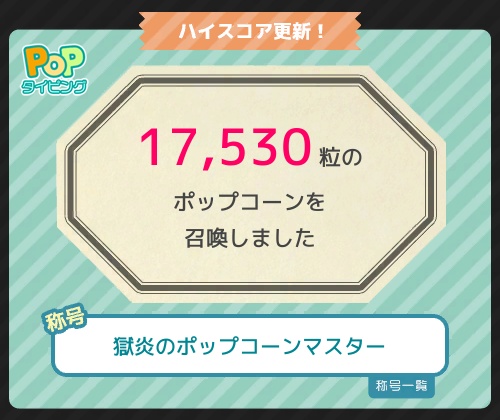 ハイスコア更新！
PoP
タイピング
17,530粒の
ポップコーンを
召喚しました
称号
獄炎のポップコーンマスター
称号一覧